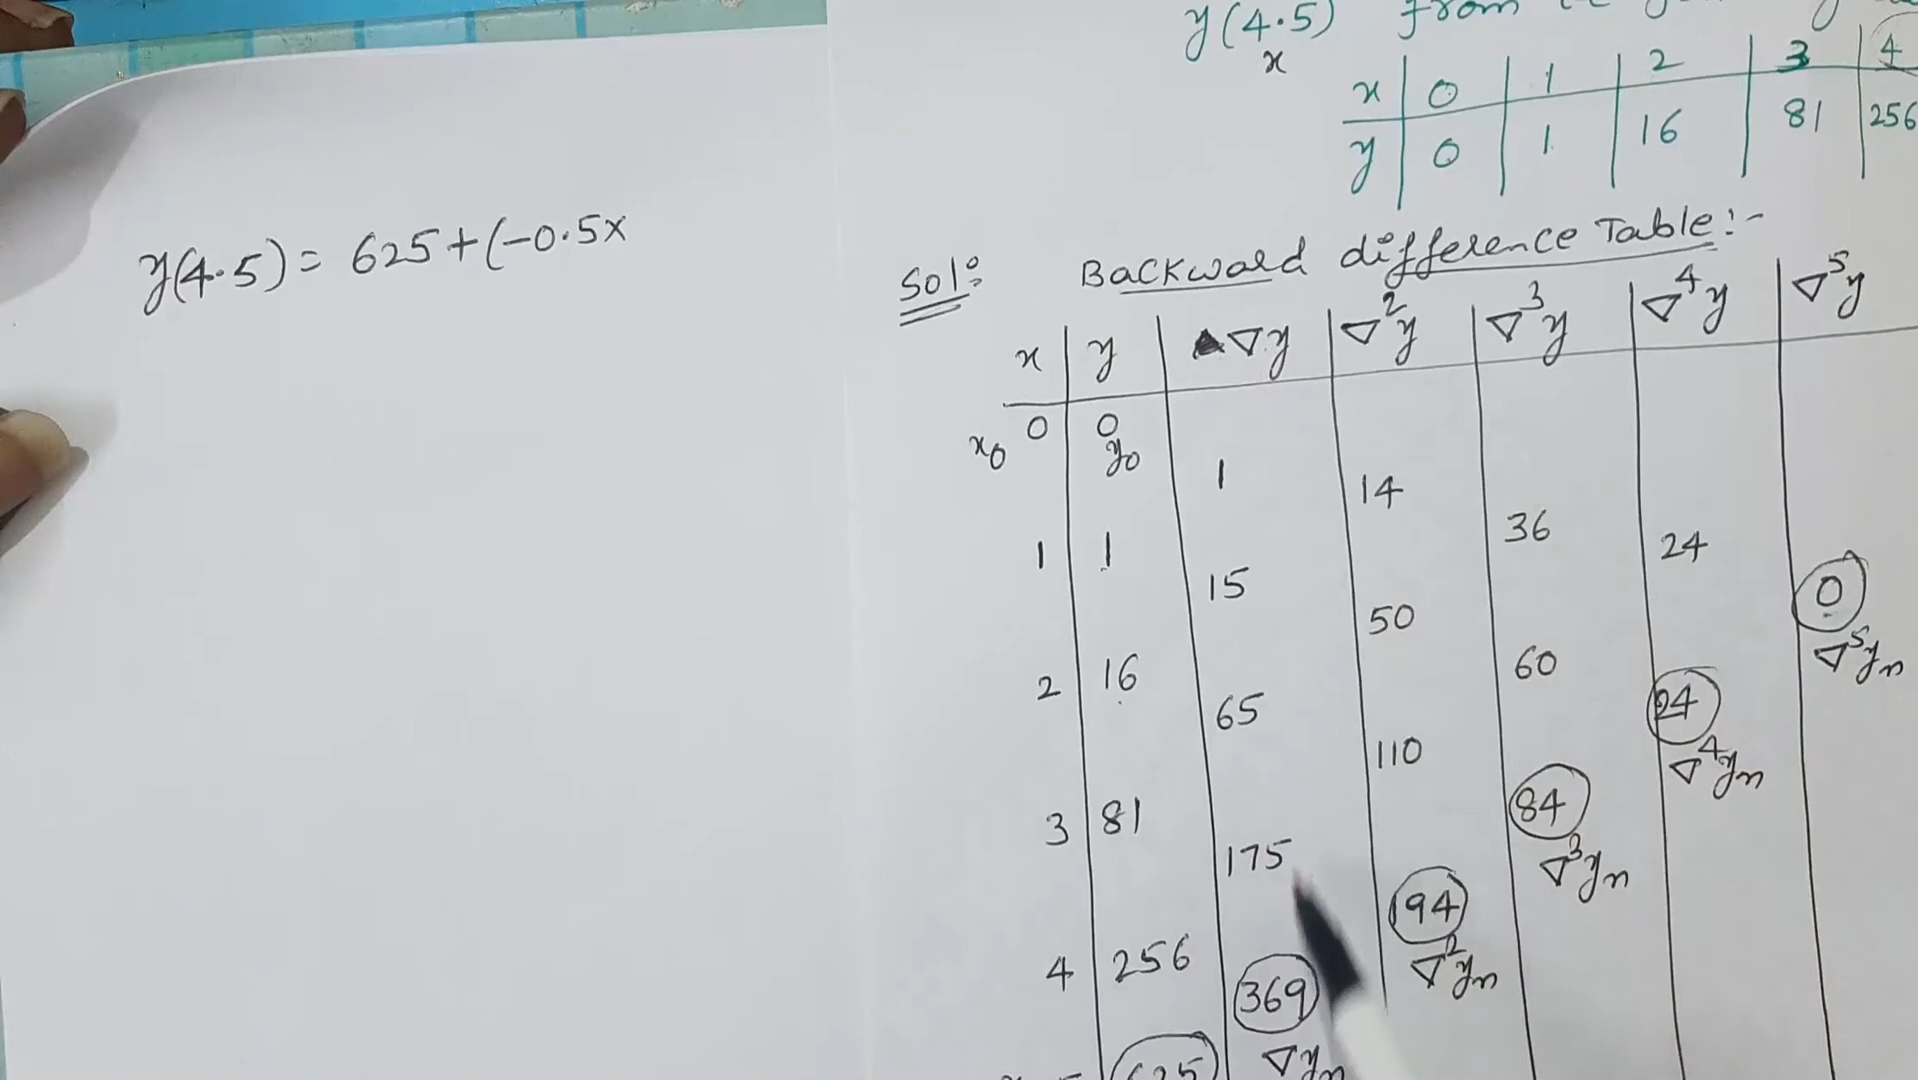 y(4.5) = 625+(-0.5x
y(4.5) from
x
x | 0 | 1 | 2 | 3 | 4
y | 0 | 1 | 16 | 81 | 256
Sol:
Backward difference Table:-
x | y | ∇y | ∇²y | ∇³y | ∇⁴y | ∇⁵y
x₀ 0 0
y₀
1
14
36
24
0
∇⁵yₙ
1 1
15
50
60
24
∇⁴yₙ
2 16
65
110
84
∇³yₙ
3 81
175
194
∇²yₙ
4 256
369
∇yₙ
625